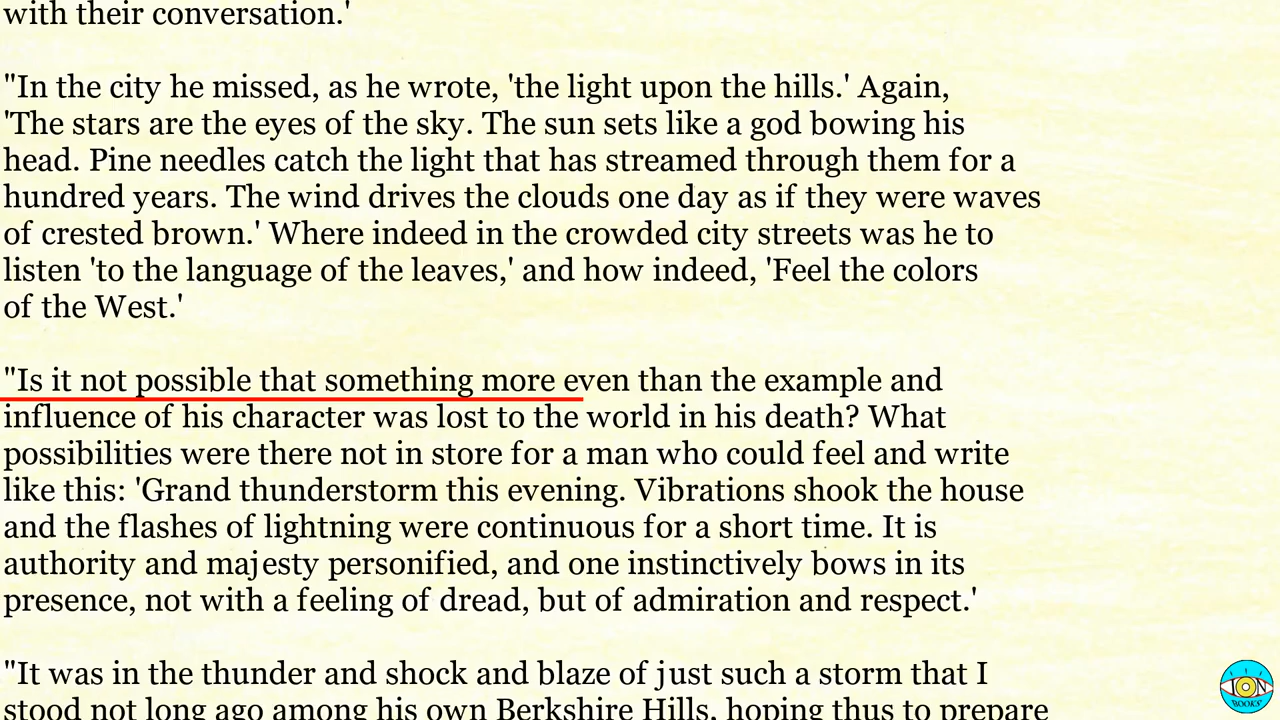 with their conversation.'
"In the city he missed, as he wrote, 'the light upon the hills.' Again,
'The stars are the eyes of the sky. The sun sets like a god bowing his
head. Pine needles catch the light that has streamed through them for a
hundred years. The wind drives the clouds one day as if they were waves
of crested brown.' Where indeed in the crowded city streets was he to
listen 'to the language of the leaves,' and how indeed, 'Feel the colors
of the West.'
"Is it not possible that something more even than the example and
influence of his character was lost to the world in his death? What
possibilities were there not in store for a man who could feel and write
like this: 'Grand thunderstorm this evening. Vibrations shook the house
and the flashes of lightning were continuous for a short time. It is
authority and majesty personified, and one instinctively bows in its
presence, not with a feeling of dread, but of admiration and respect.'
"It was in the thunder and shock and blaze of just such a storm that I
stood not long ago among his own Berkshire Hills, hoping thus to prepare
ION
BOOKS